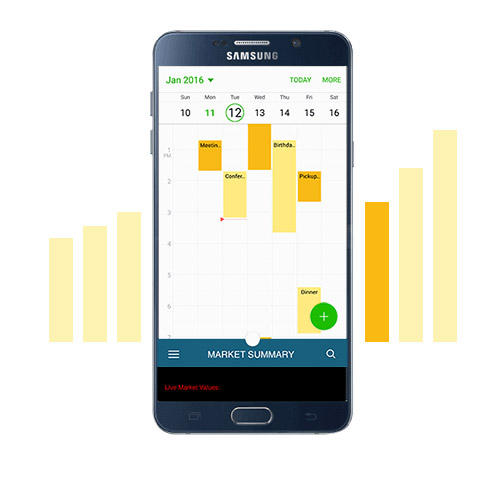 SAMSUNG
Jan 2016 TODAY MORE
Sun Mon Tue Wed Thu Fri Sat
10 11 12 13 14 15 16
1
PM
Meetin.. Birthda..
2
Confer.. Pickup..
3
4
5
Dinner
6
+
7
MARKET SUMMARY
Live Market Values